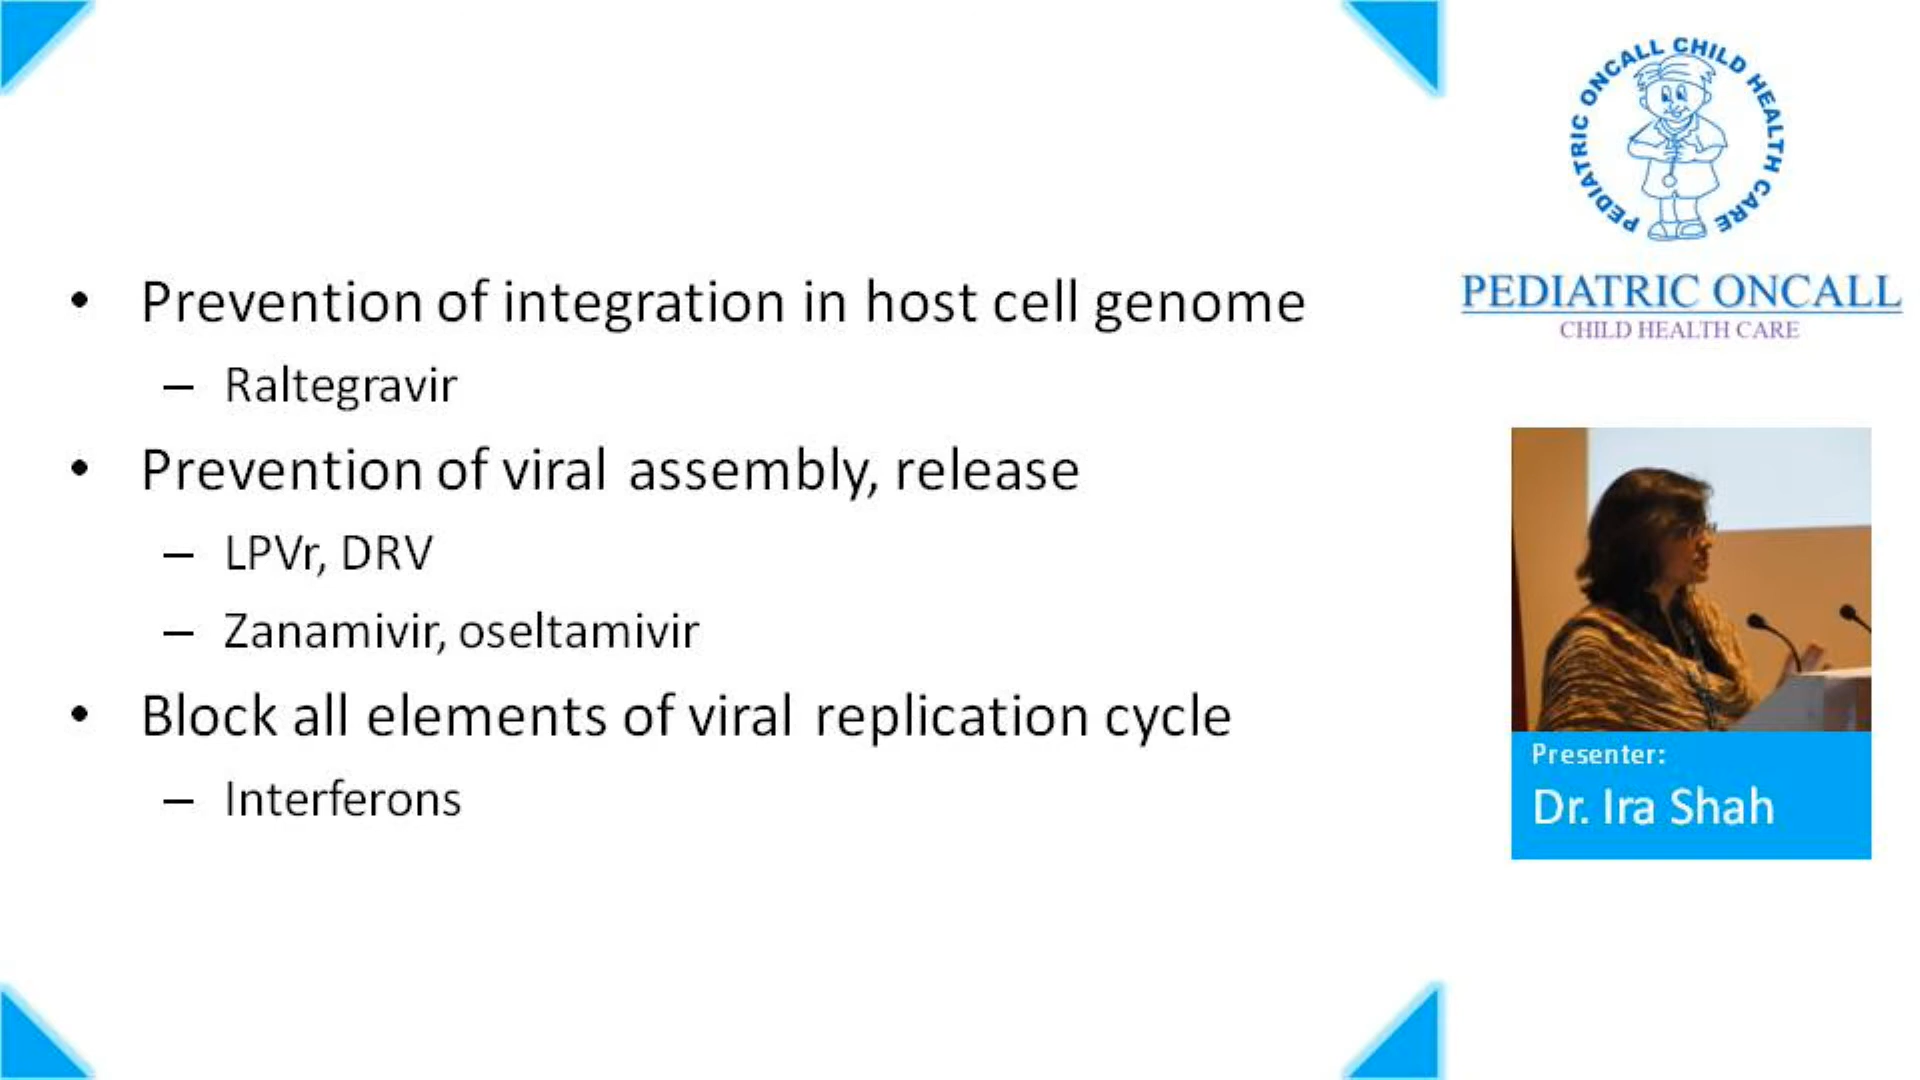 • Prevention of integration in host cell genome
– Raltegravir
• Prevention of viral assembly, release
– LPVr, DRV
– Zanamivir, oseltamivir
• Block all elements of viral replication cycle
– Interferons
PEDIATRIC ONCALL CHILD HEALTH CARE
PEDIATRIC ONCALL
CHILD HEALTH CARE
Presenter:
Dr. Ira Shah